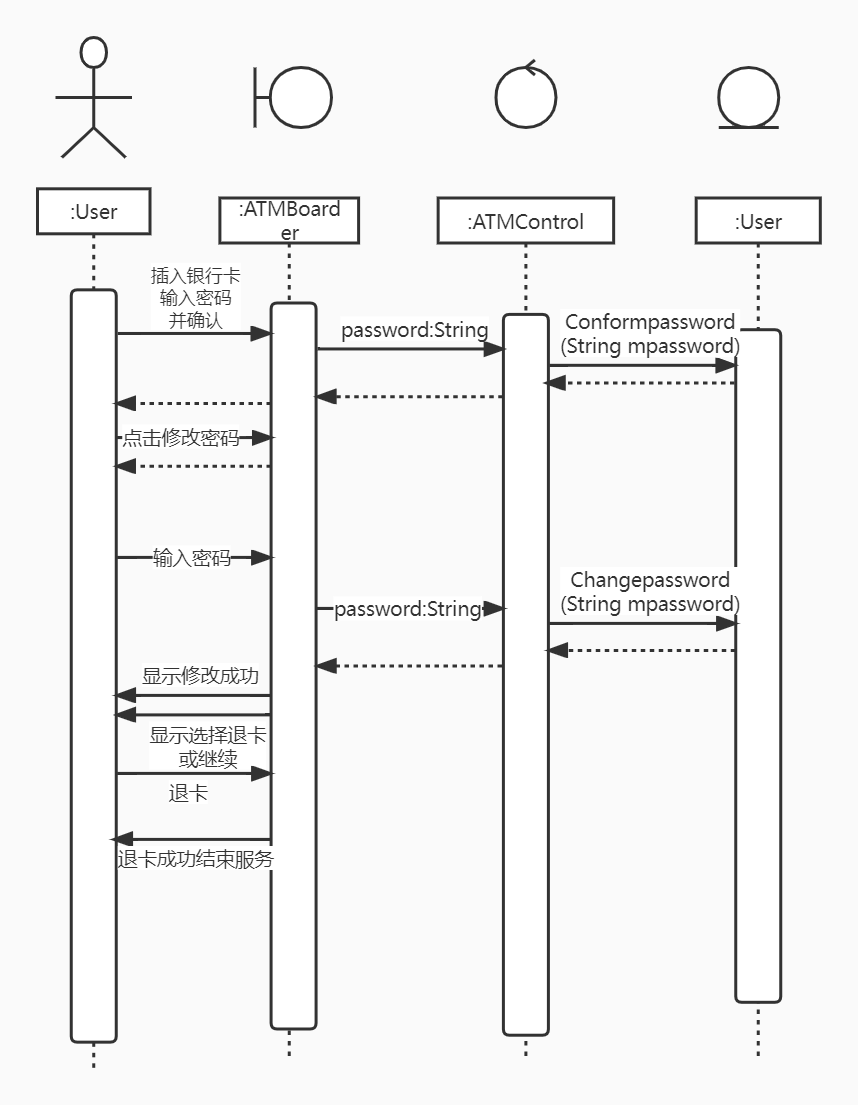 :User
:ATMBoard
er
:ATMControl
:User
插入银行卡
输入密码
并确认
password:String
Conformpassword
(String mpassword)
点击修改密码
输入密码
password:String
Changepassword
(String mpassword)
显示修改成功
显示选择退卡
或继续
退卡
退卡成功结束服务